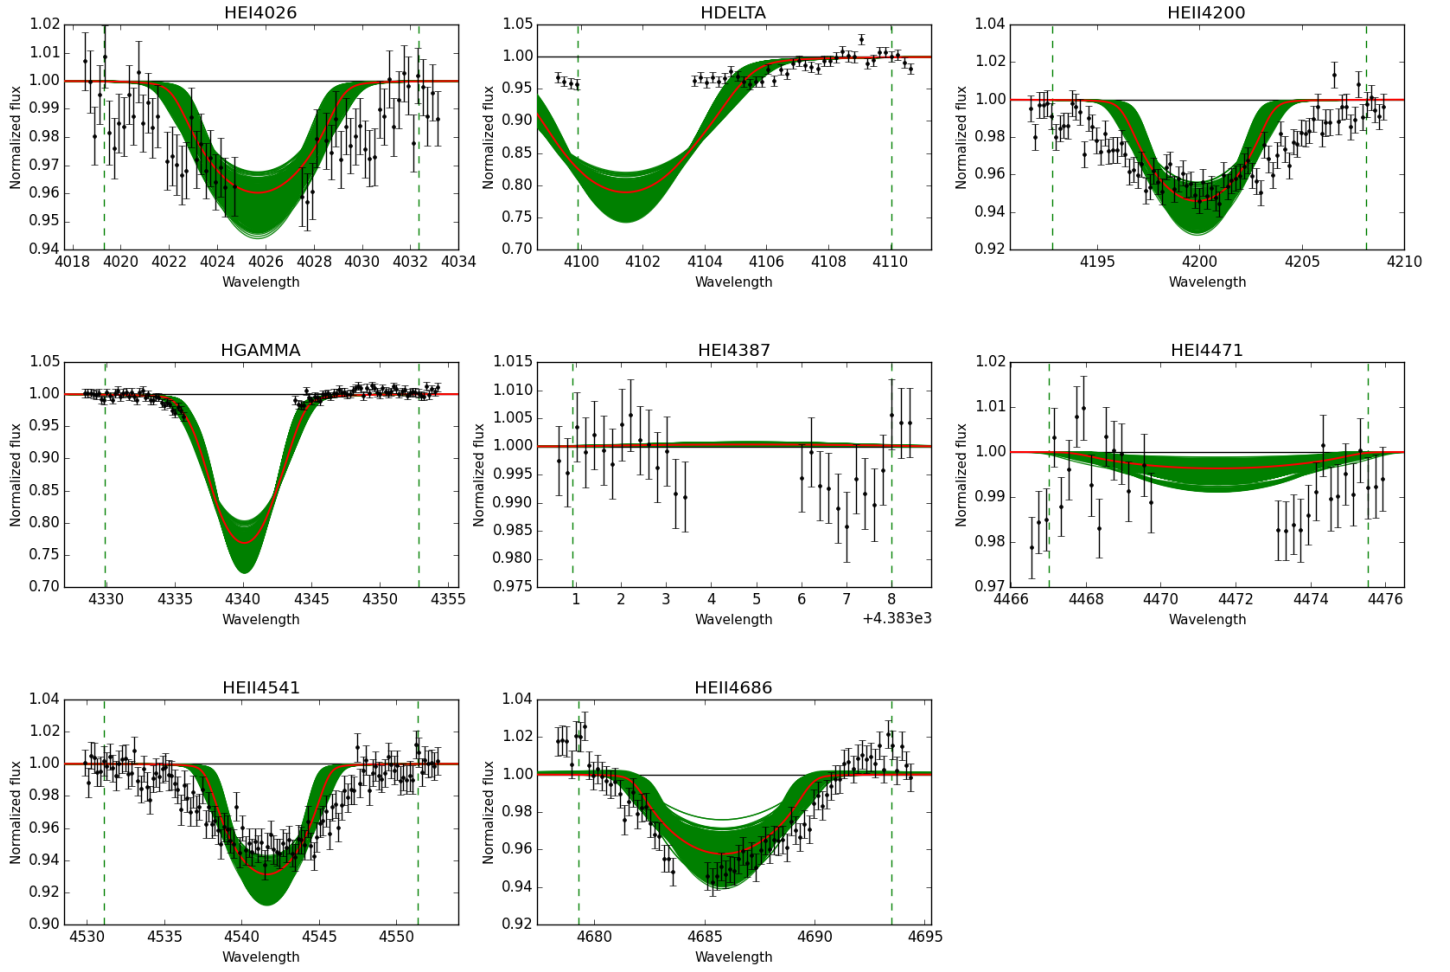 HEI4026
1.02
1.01
1.00
0.99
0.98
0.97
0.96
0.95
0.94
Normalized flux
4018 4020 4022 4024 4026 4028 4030 4032 4034
Wavelength
HDELTA
1.05
1.00
0.95
0.90
0.85
0.80
0.75
0.70
Normalized flux
4100 4102 4104 4106 4108 4110
Wavelength
HEII4200
1.04
1.02
1.00
0.98
0.96
0.94
0.92
Normalized flux
4195 4200 4205 4210
Wavelength
HGAMMA
1.05
1.00
0.95
0.90
0.85
0.80
0.75
0.70
Normalized flux
4330 4335 4340 4345 4350 4355
Wavelength
HEI4387
1.015
1.010
1.005
1.000
0.995
0.990
0.985
0.980
0.975
Normalized flux
1 2 3 4 5 6 7 8
Wavelength
+4.383e3
HEI4471
1.02
1.01
1.00
0.99
0.98
0.97
Normalized flux
4466 4468 4470 4472 4474 4476
Wavelength
HEII4541
1.04
1.02
1.00
0.98
0.96
0.94
0.92
0.90
Normalized flux
4530 4535 4540 4545 4550
Wavelength
HEII4686
1.04
1.02
1.00
0.98
0.96
0.94
0.92
Normalized flux
4680 4685 4690 4695
Wavelength